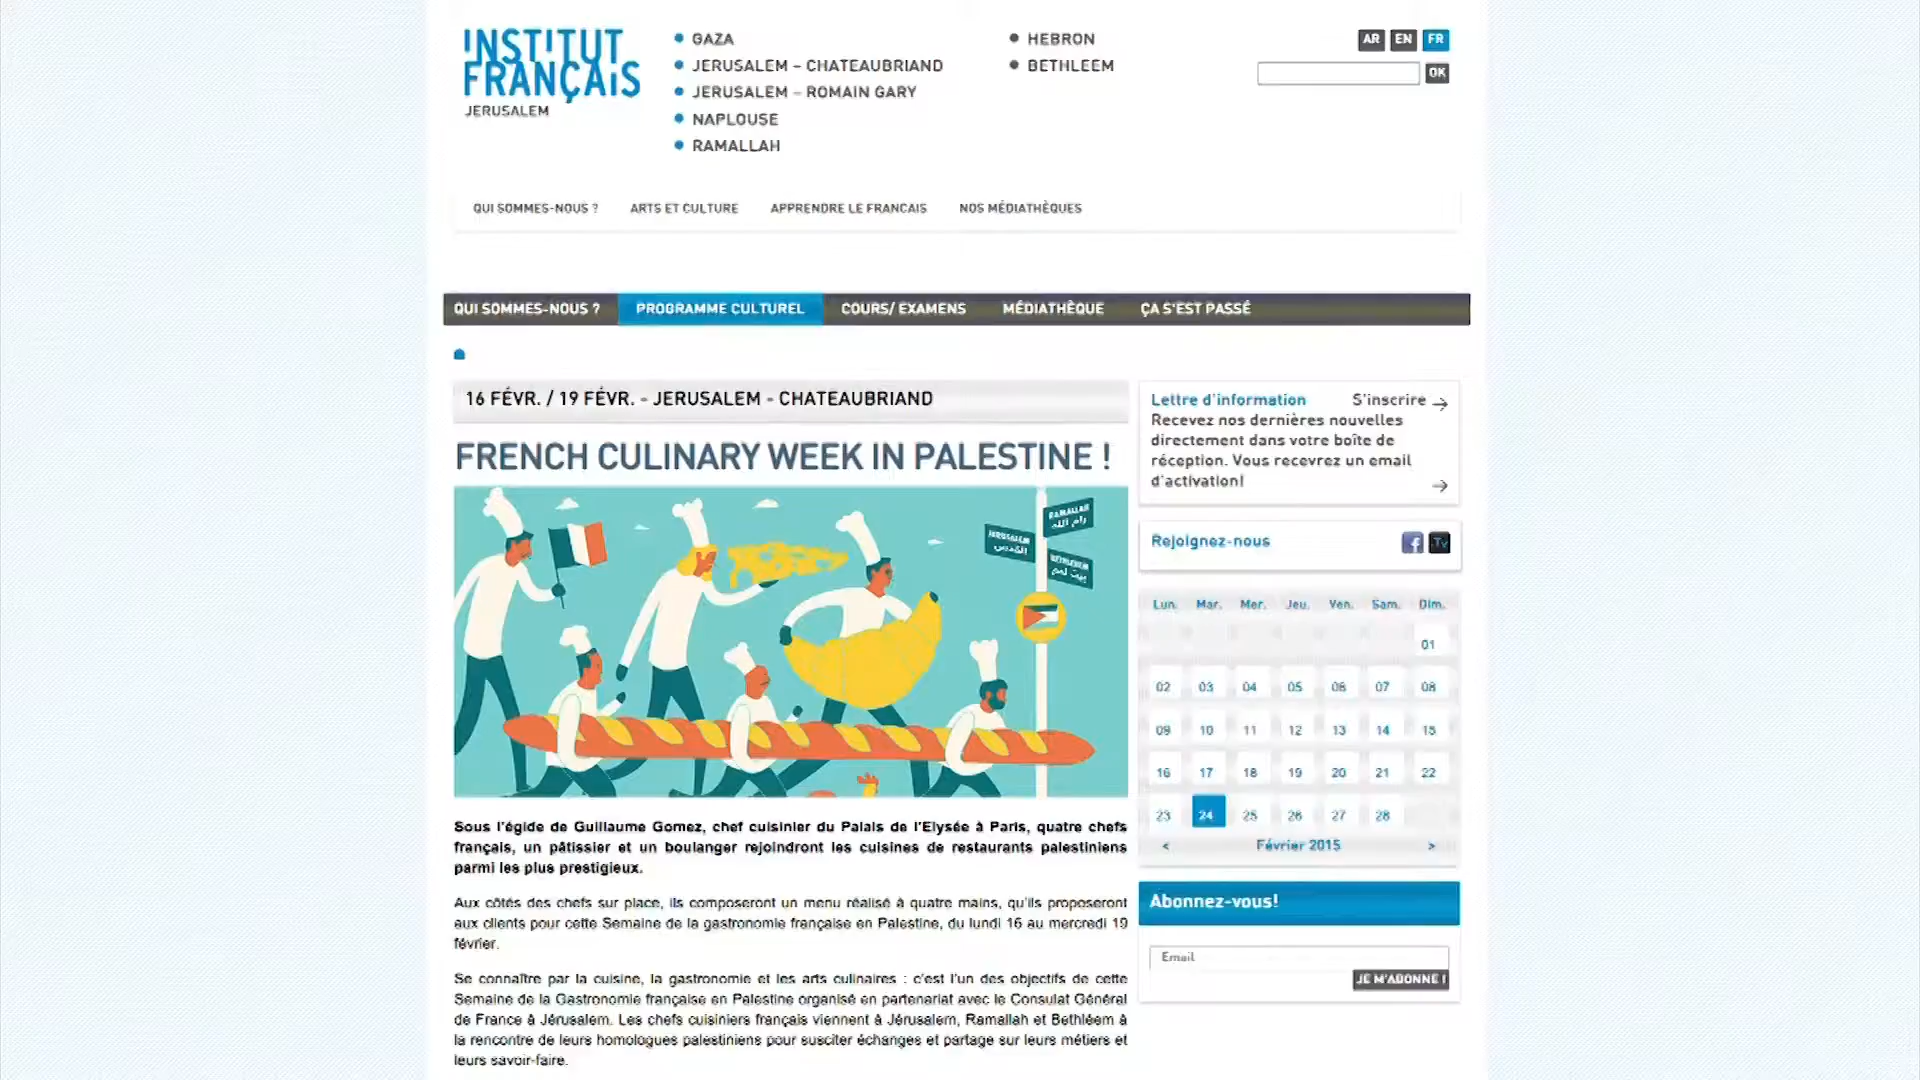 INSTITUT
FRANÇAIS
JERUSALEM
GAZA
JERUSALEM – CHATEAUBRIAND
JERUSALEM – ROMAIN GARY
NAPLOUSE
RAMALLAH
HEBRON
BETHLEEM
AR EN FR
OK
QUI SOMMES-NOUS ? ARTS ET CULTURE APPRENDRE LE FRANCAIS NOS MÉDIATHÈQUES
QUI SOMMES-NOUS ? PROGRAMME CULTUREL COURS/ EXAMENS MÉDIATHÈQUE ÇA S'EST PASSÉ
16 FÉVR. / 19 FÉVR. - JERUSALEM - CHATEAUBRIAND
FRENCH CULINARY WEEK IN PALESTINE !
RAMALLAH
رام الله
JERUSALEM
القدس
BETHLEHEM
بيت لحم
Sous l'égide de Guillaume Gomez, chef cuisinier du Palais de l'Elysée à Paris, quatre chefs
français, un pâtissier et un boulanger rejoindront les cuisines de restaurants palestiniens
parmi les plus prestigieux.
Aux côtés des chefs sur place, ils composeront un menu réalisé à quatre mains, qu'ils proposeront
aux clients pour cette Semaine de la gastronomie française en Palestine, du lundi 16 au mercredi 19
février.
Se connaître par la cuisine, la gastronomie et les arts culinaires : c'est l'un des objectifs de cette
Semaine de la Gastronomie française en Palestine organisé en partenariat avec le Consulat Général
de France à Jérusalem. Les chefs cuisiniers français viennent à Jérusalem, Ramallah et Bethléem à
la rencontre de leurs homologues palestiniens pour susciter échanges et partage sur leurs métiers et
leurs savoir-faire.
Lettre d'information S'inscrire
Recevez nos dernières nouvelles
directement dans votre boîte de
réception. Vous recevrez un email
d'activation!
Rejoignez-nous
f Tv
Lun. Mar. Mer. Jeu. Ven. Sam. Dim.
01
02 03 04 05 06 07 08
09 10 11 12 13 14 15
16 17 18 19 20 21 22
23 24 25 26 27 28
< Février 2015 >
Abonnez-vous!
Email
JE M'ABONNE !